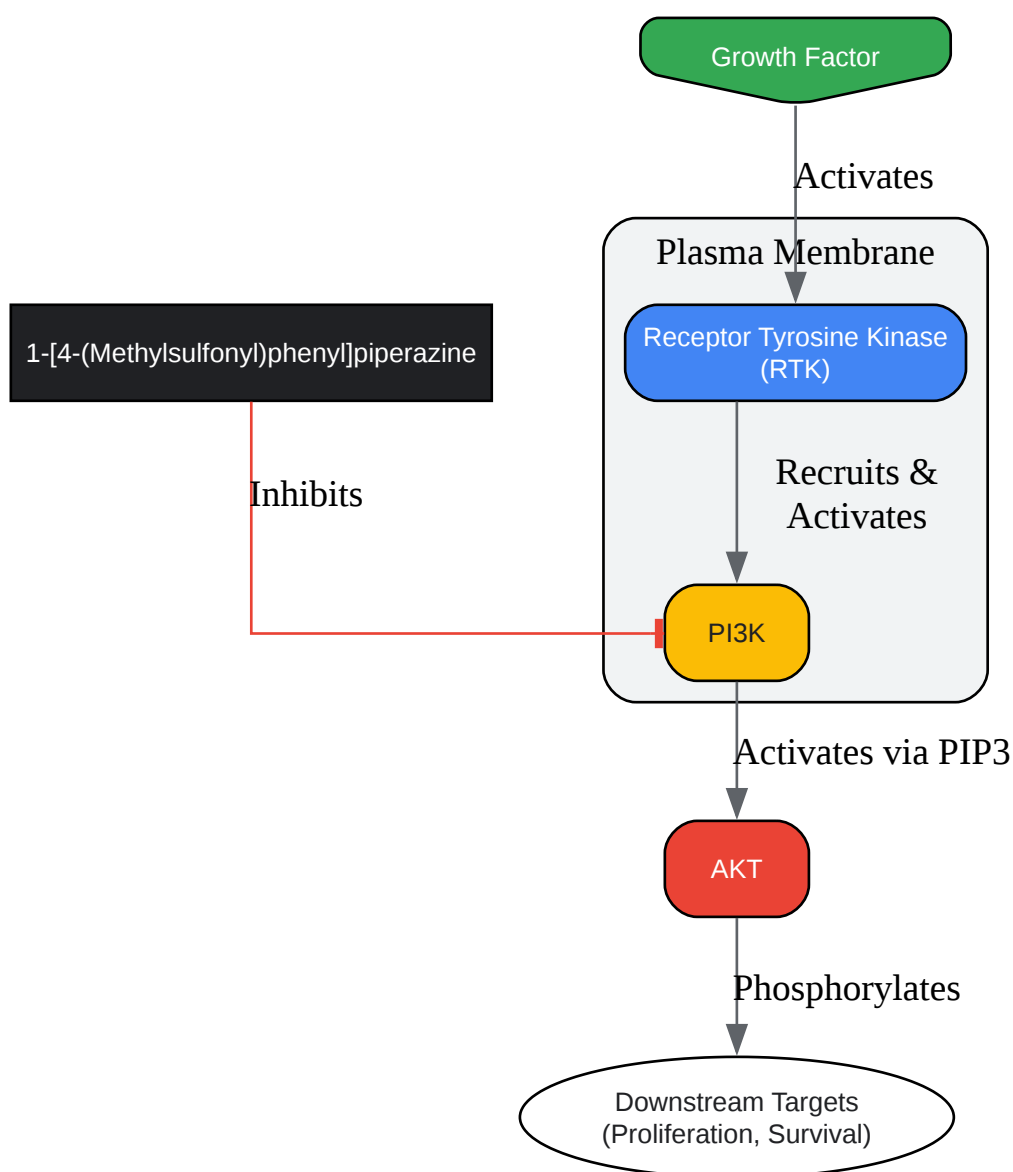 Growth Factor
Activates
Plasma Membrane
1-[4-(Methylsulfonyl)phenyl]piperazine
Receptor Tyrosine Kinase
(RTK)
Recruits &
Activates
Inhibits
PI3K
Activates via PIP3
AKT
Phosphorylates
Downstream Targets
(Proliferation, Survival)